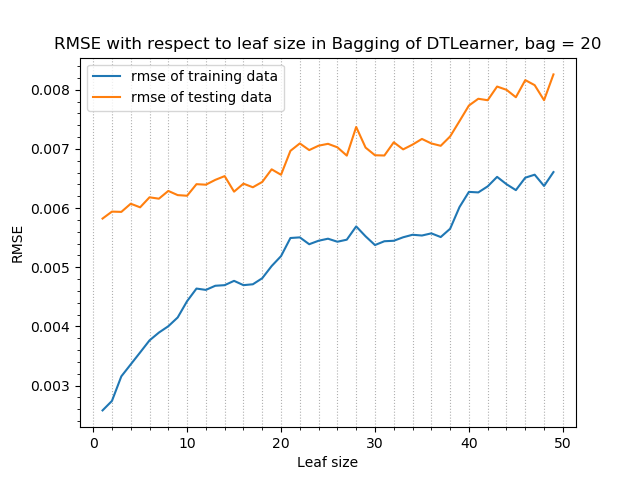 RMSE with respect to leaf size in Bagging of DTLearner, bag = 20
rmse of training data
rmse of testing data
0.008
0.007
0.006
0.005
0.004
0.003
RMSE
0 10 20 30 40 50
Leaf size